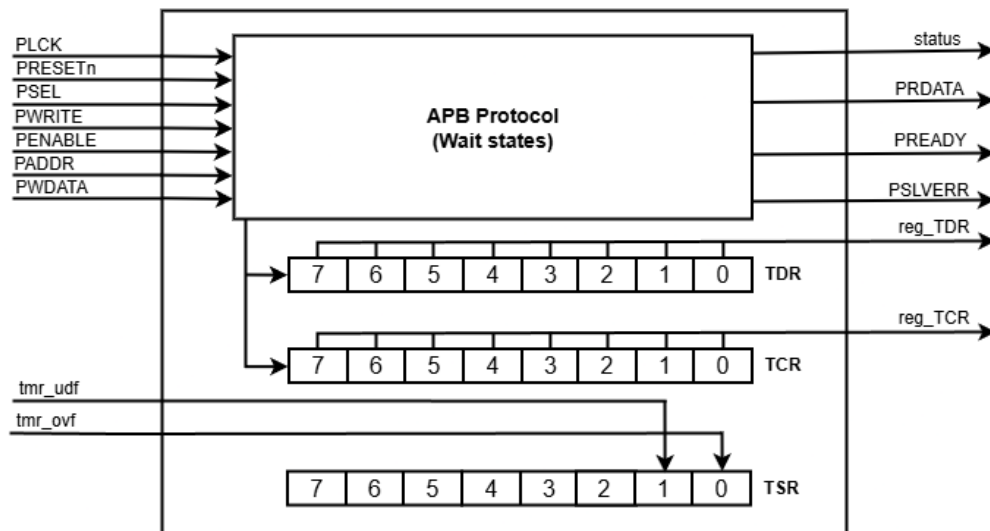 PLCK
PRESETn
PSEL
PWRITE
PENABLE
PADDR
PWDATA
APB Protocol
(Wait states)
status
PRDATA
PREADY
PSLVERR
reg_TDR
7 6 5 4 3 2 1 0 TDR
reg_TCR
7 6 5 4 3 2 1 0 TCR
tmr_udf
tmr_ovf
7 6 5 4 3 2 1 0 TSR